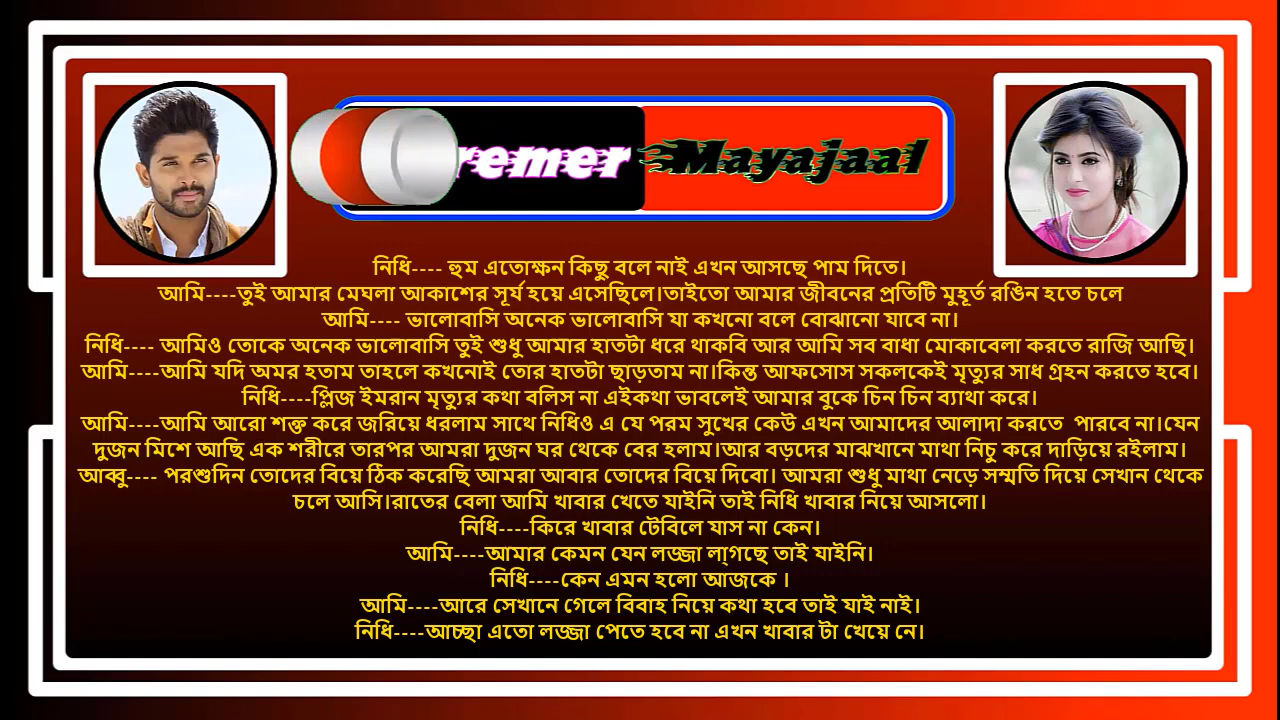 remer Mayajaal
নিধি---- হুম এতোক্ষন কিছু বলে নাই এখন আসছে পাম দিতে।
আমি----তুই আমার মেঘলা আকাশের সূর্য হয়ে এসেছিলে।তাইতো আমার জীবনের প্রতিটি মুহূর্ত রঙিন হতে চলে
আমি---- ভালোবাসি অনেক ভালোবাসি যা কখনো বলে বোঝানো যাবে না।
নিধি---- আমিও তোকে অনেক ভালোবাসি তুই শুধু আমার হাতটা ধরে থাকবি আর আমি সব বাধা মোকাবেলা করতে রাজি আছি।
আমি----আমি যদি অমর হতাম তাহলে কখনোই তোর হাতটা ছাড়তাম না।কিন্ত আফসোস সকলকেই মৃত্যুর সাধ গ্রহন করতে হবে।
নিধি----প্লিজ ইমরান মৃত্যুর কথা বলিস না এইকথা ভাবলেই আমার বুকে চিন চিন ব্যাথা করে।
আমি----আমি আরো শক্ত করে জরিয়ে ধরলাম সাথে নিধিও এ যে পরম সুখের কেউ এখন আমাদের আলাদা করতে পারবে না।যেন
দুজন মিশে আছি এক শরীরে তারপর আমরা দুজন ঘর থেকে বের হলাম।আর বড়দের মাঝখানে মাথা নিচু করে দাড়িয়ে রইলাম।
আব্বু---- পরশুদিন তোদের বিয়ে ঠিক করেছি আমরা আবার তোদের বিয়ে দিবো। আমরা শুধু মাথা নেড়ে সম্মতি দিয়ে সেখান থেকে
চলে আসি।রাতের বেলা আমি খাবার খেতে যাইনি তাই নিধি খাবার নিয়ে আসলো।
নিধি----কিরে খাবার টেবিলে যাস না কেন।
আমি----আমার কেমন যেন লজ্জা লা্গছে তাই যাইনি।
নিধি----কেন এমন হলো আজকে ।
আমি----আরে সেখানে গেলে বিবাহ নিয়ে কথা হবে তাই যাই নাই।
নিধি----আচ্ছা এতো লজ্জা পেতে হবে না এখন খাবার টা খেয়ে নে।